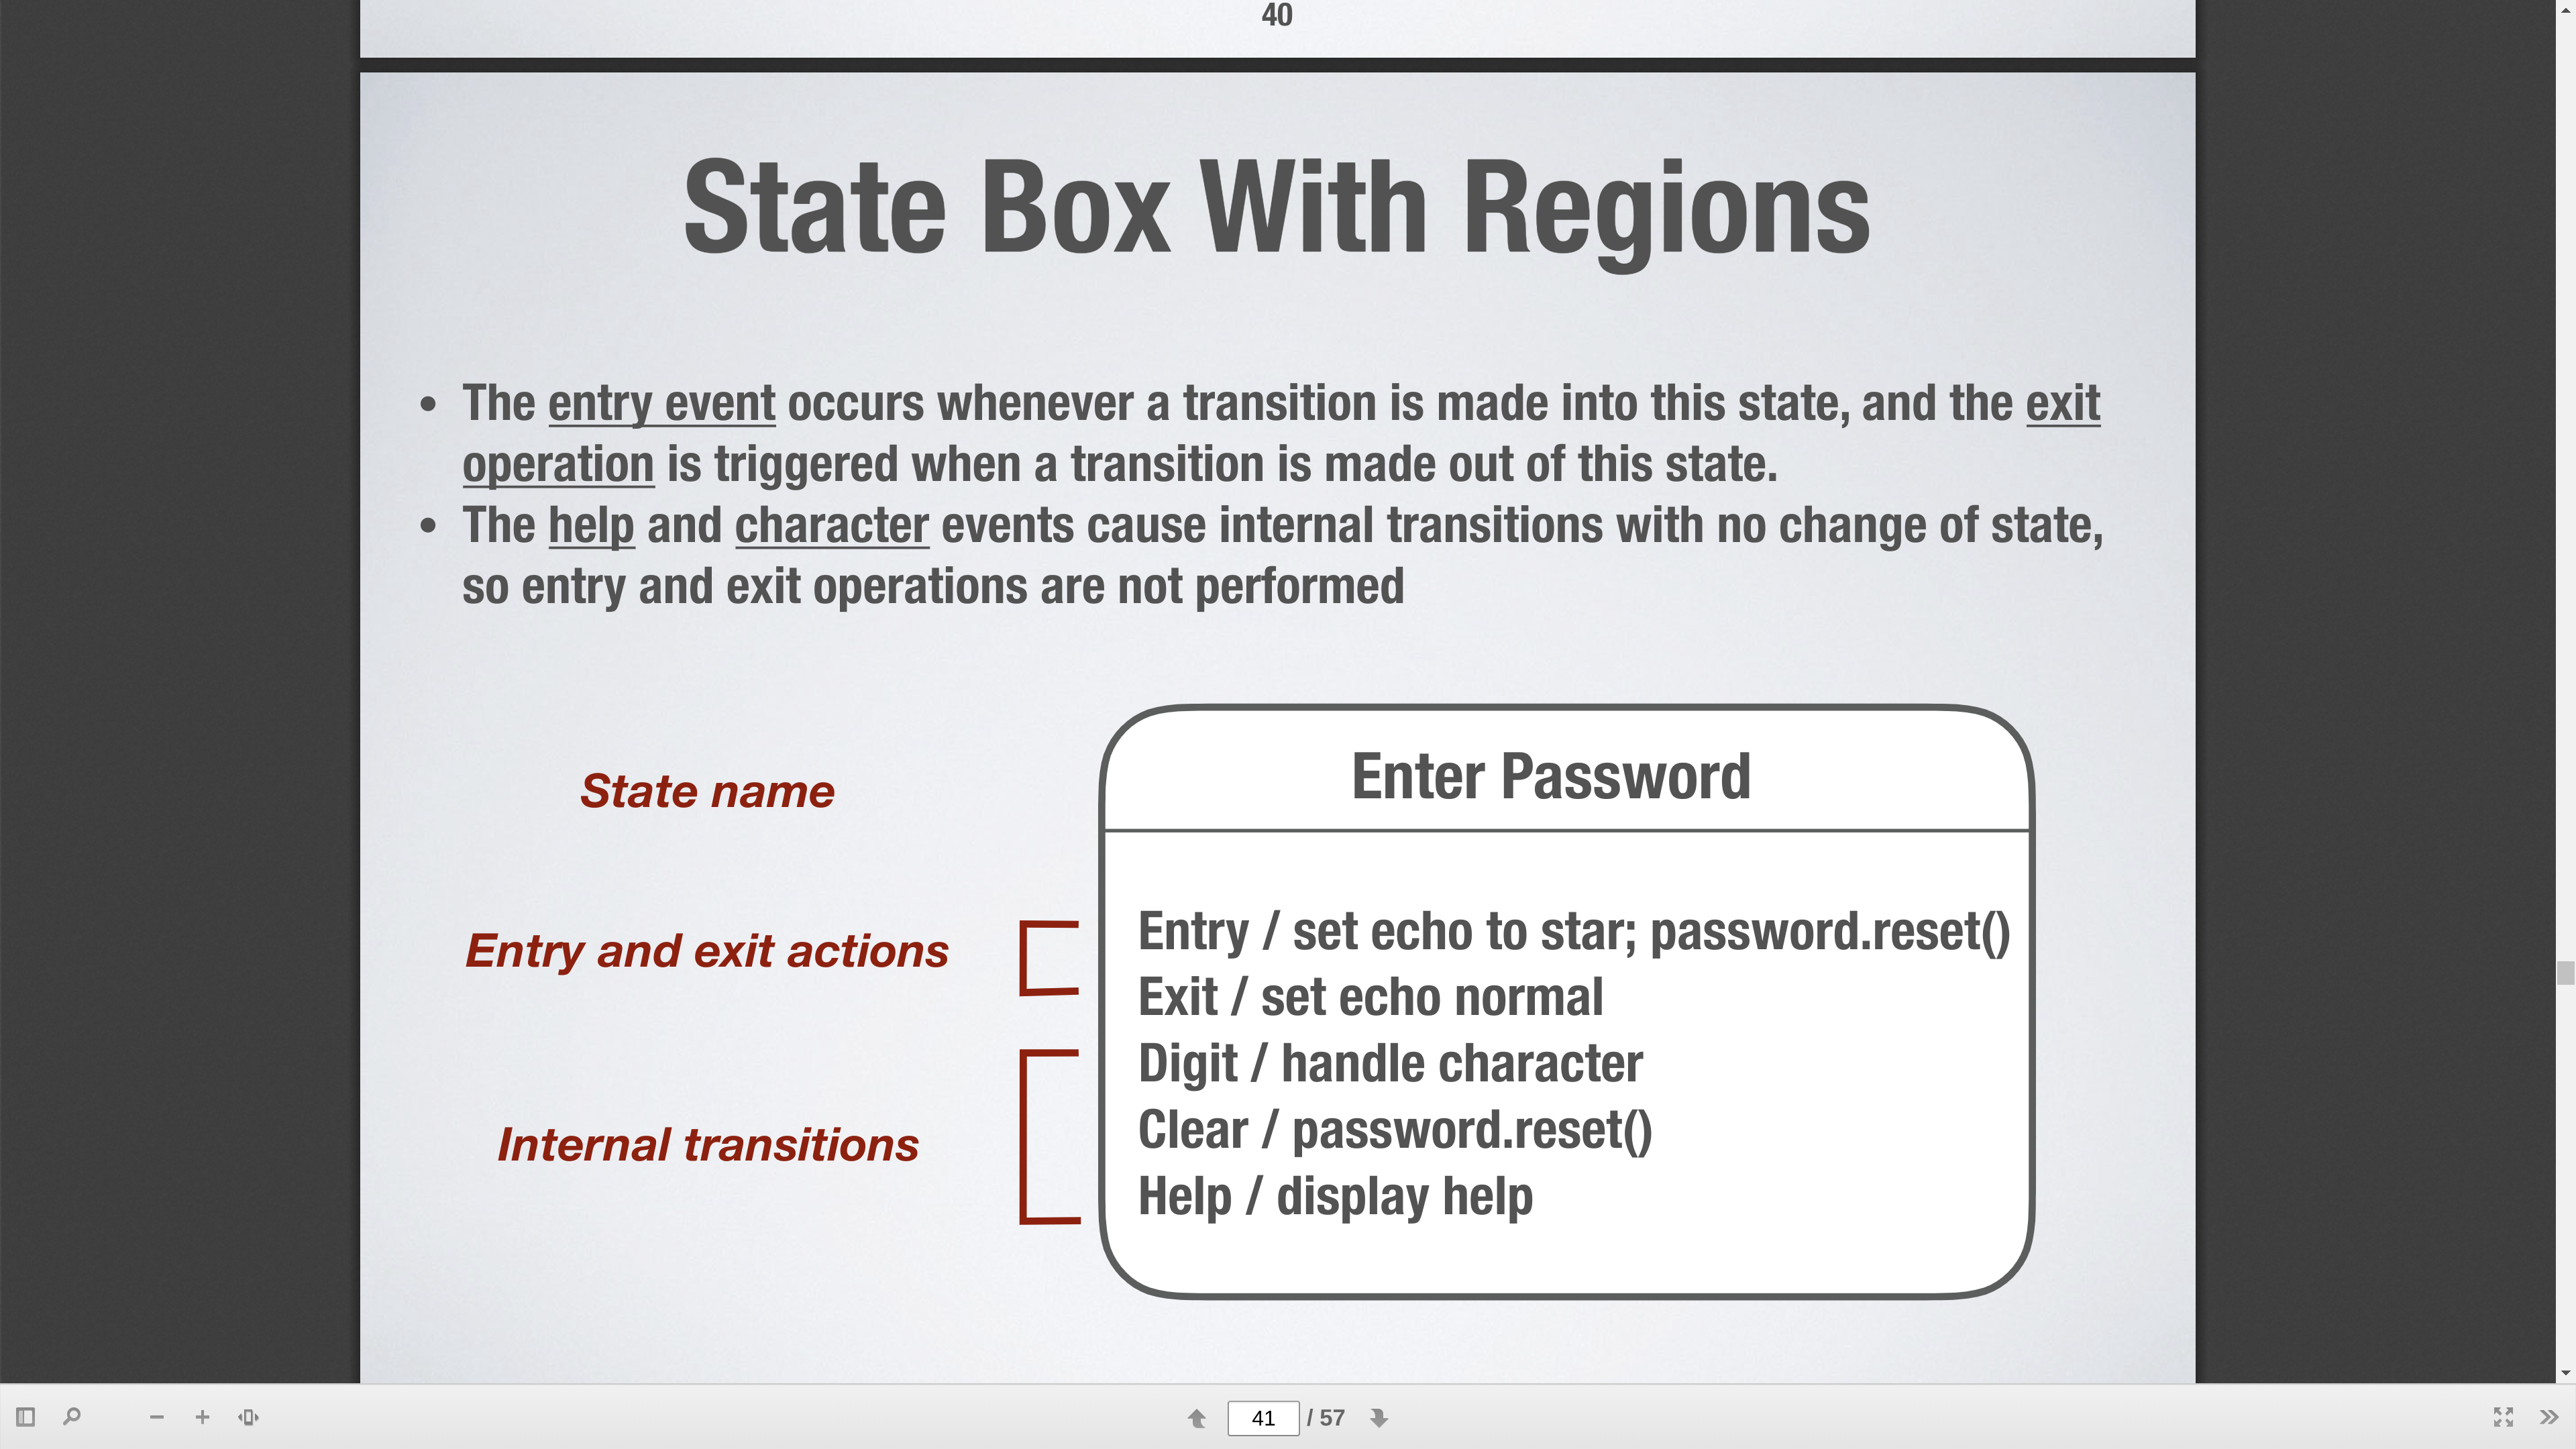 40
State Box With Regions
• The entry event occurs whenever a transition is made into this state, and the exit
operation is triggered when a transition is made out of this state.
• The help and character events cause internal transitions with no change of state,
so entry and exit operations are not performed
State name
Enter Password
Entry and exit actions
Entry / set echo to star; password.reset()
Exit / set echo normal
Internal transitions
Digit / handle character
Clear / password.reset()
Help / display help
41 / 57